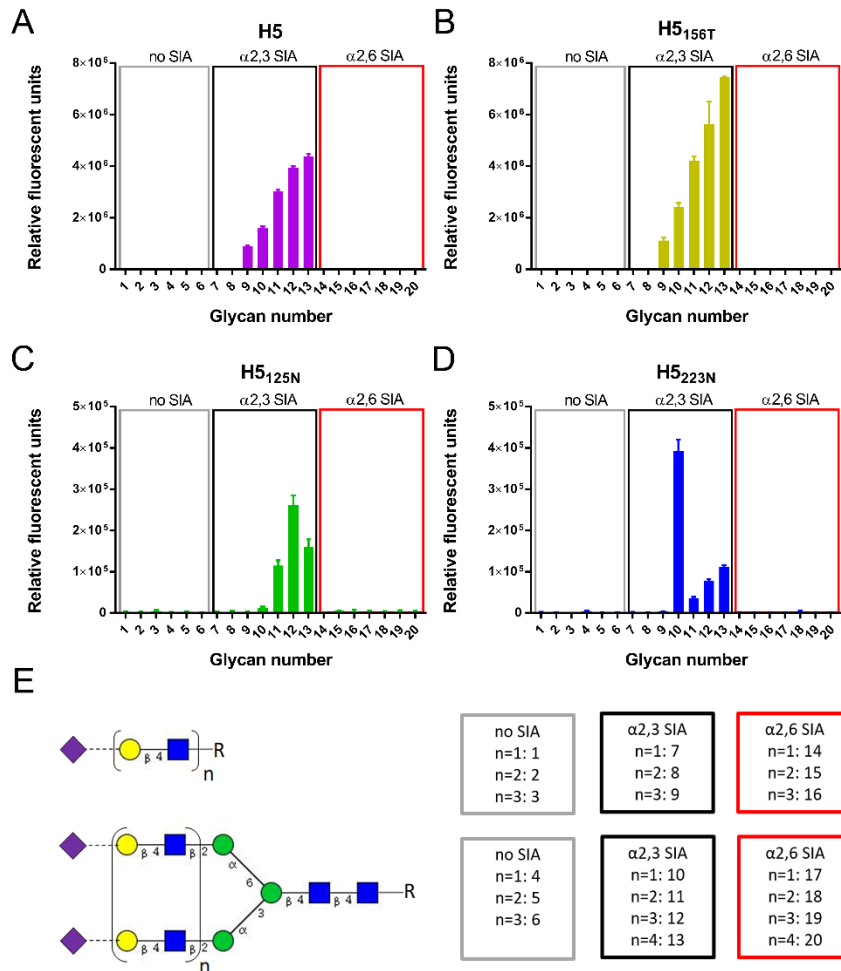 A
H5
no SIA α2,3 SIA α2,6 SIA
Relative fluorescent units
8×10⁶
6×10⁶
4×10⁶
2×10⁶
0
1 2 3 4 5 6 7 8 9 10 11 12 13 14 15 16 17 18 19 20
Glycan number
B
H5₁₅₆T
no SIA α2,3 SIA α2,6 SIA
Relative fluorescent units
8×10⁶
6×10⁶
4×10⁶
2×10⁶
0
1 2 3 4 5 6 7 8 9 10 11 12 13 14 15 16 17 18 19 20
Glycan number
C
H5₁₂₅N
no SIA α2,3 SIA α2,6 SIA
Relative fluorescent units
5×10⁵
4×10⁵
3×10⁵
2×10⁵
1×10⁵
0
1 2 3 4 5 6 7 8 9 10 11 12 13 14 15 16 17 18 19 20
Glycan number
D
H5₂₂₃N
no SIA α2,3 SIA α2,6 SIA
Relative fluorescent units
5×10⁵
4×10⁵
3×10⁵
2×10⁵
1×10⁵
0
1 2 3 4 5 6 7 8 9 10 11 12 13 14 15 16 17 18 19 20
Glycan number
E
β 4 R
n
β 4 β 2 α 6
β 4 β 4 R
β 4 β 2 α 3
n
no SIA
n=1: 1
n=2: 2
n=3: 3
α2,3 SIA
n=1: 7
n=2: 8
n=3: 9
α2,6 SIA
n=1: 14
n=2: 15
n=3: 16
no SIA
n=1: 4
n=2: 5
n=3: 6
α2,3 SIA
n=1: 10
n=2: 11
n=3: 12
n=4: 13
α2,6 SIA
n=1: 17
n=2: 18
n=3: 19
n=4: 20